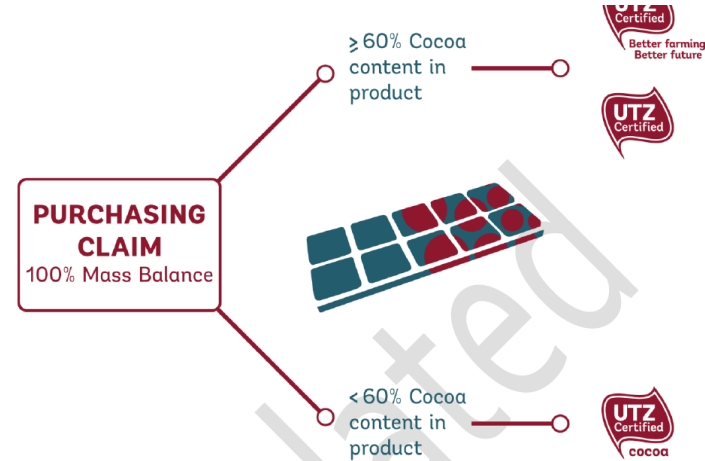 UTZ
Certified
Better farming
Better future
≥60% Cocoa
content in
product
UTZ
Certified
PURCHASING
CLAIM
100% Mass Balance
<60% Cocoa
content in
product
UTZ
Certified
cocoa
lated